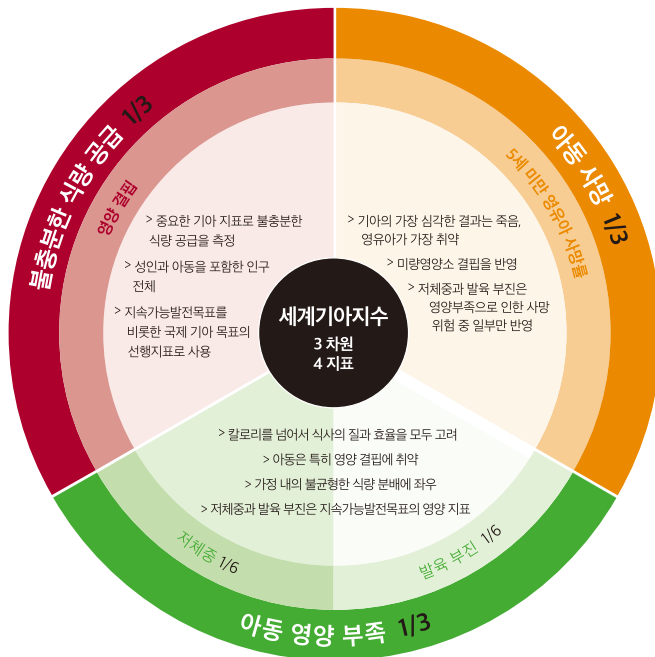 불충분한 식량 공급 1/3
영양 결핍
> 중요한 기아 지표로 불충분한
식량 공급을 측정
> 성인과 아동을 포함한 인구
전체
> 지속가능발전목표를
비롯한 국제 기아 목표의
선행지표로 사용
아동 사망 1/3
5세 미만 영유아 사망률
> 기아의 가장 심각한 결과는 죽음,
영유아가 가장 취약
> 미량영양소 결핍을 반영
> 저체중과 발육 부진은
영양부족으로 인한 사망
위험 중 일부만 반영
세계기아지수
3 차원
4 지표
> 칼로리를 넘어서 식사의 질과 효율을 모두 고려
> 아동은 특히 영양 결핍에 취약
> 가정 내의 불균형한 식량 분배에 좌우
> 저체중과 발육 부진은 지속가능발전목표의 영양 지표
저체중 1/6
발육 부진 1/6
아동 영양 부족 1/3